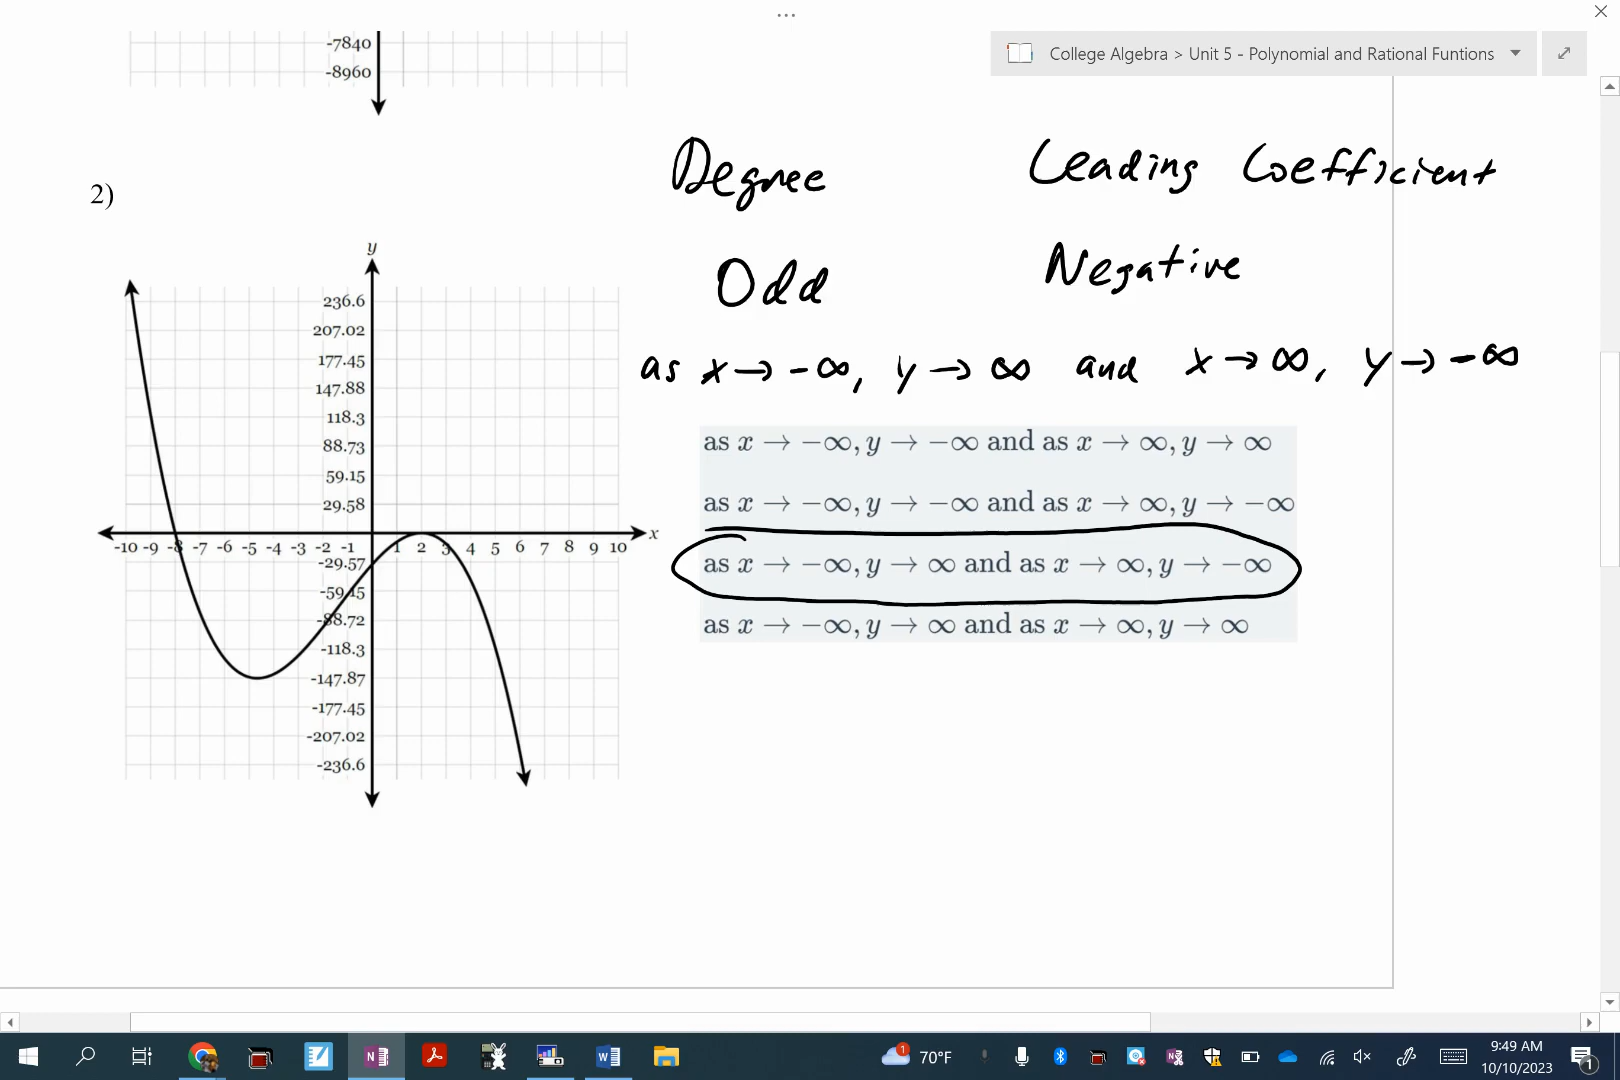 ...
-7840
-8960
College Algebra > Unit 5 - Polynomial and Rational Funtions
Degree Leading Coefficient
2)
Odd Negative
y
236.6
207.02
177.45
147.88
118.3
88.73
59.15
29.58
as x → -∞, y → ∞ and x → ∞, y → -∞
as x → −∞, y → −∞ and as x → ∞, y → ∞
as x → −∞, y → −∞ and as x → ∞, y → −∞
as x → −∞, y → ∞ and as x → ∞, y → −∞
as x → −∞, y → ∞ and as x → ∞, y → ∞
x
-10 -9 -8 -7 -6 -5 -4 -3 -2 -1 1 2 3 4 5 6 7 8 9 10
-29.57
-59.15
-88.72
-118.3
-147.87
-177.45
-207.02
-236.6
70°F
9:49 AM
10/10/2023